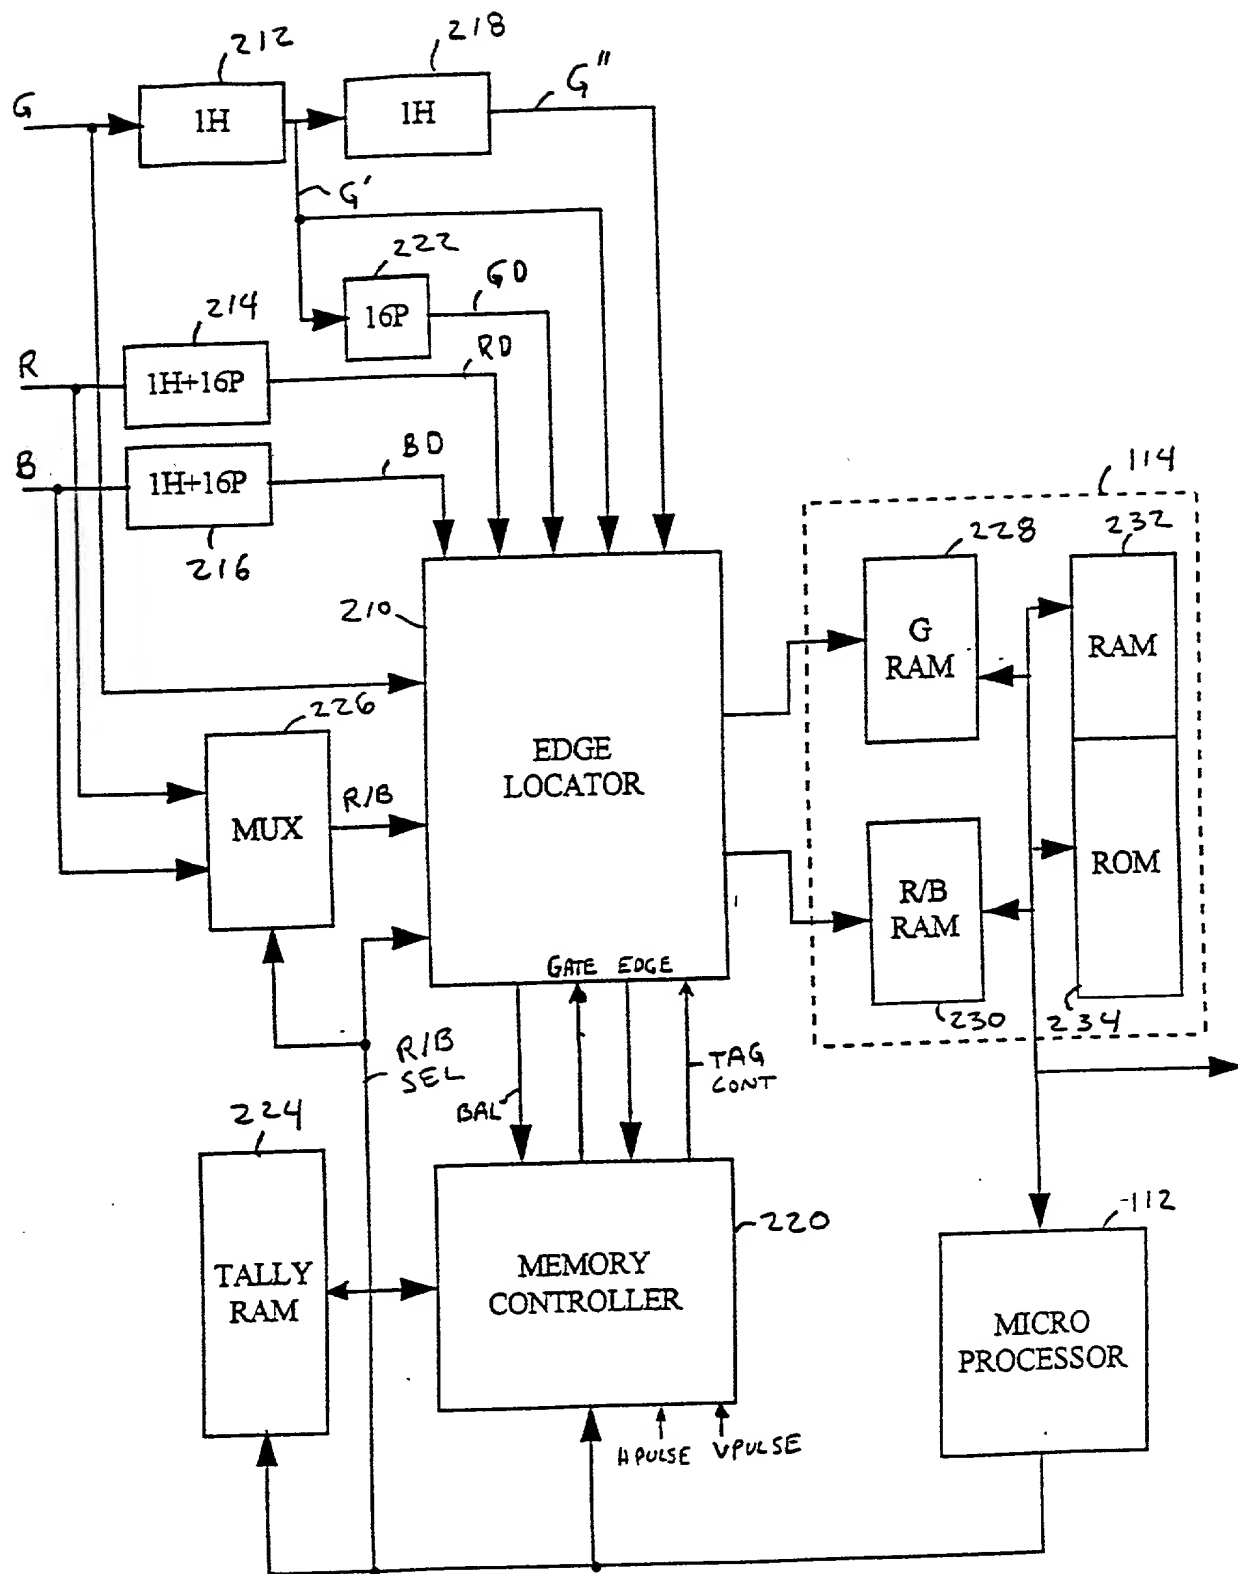 212
218
G
1H
1H
G"
G'
222
16P
GD
214
R
1H+16P
RD
B
1H+16P
BD
216
114
228
232
210
G
RAM
RAM
226
EDGE
LOCATOR
MUX
R/B
R/B
RAM
ROM
GATE
EDGE
230
234
R/B
SEL
TAG
CONT
BAL
224
112
220
TALLY
RAM
MEMORY
CONTROLLER
MICRO
PROCESSOR
HPULSE
VPULSE